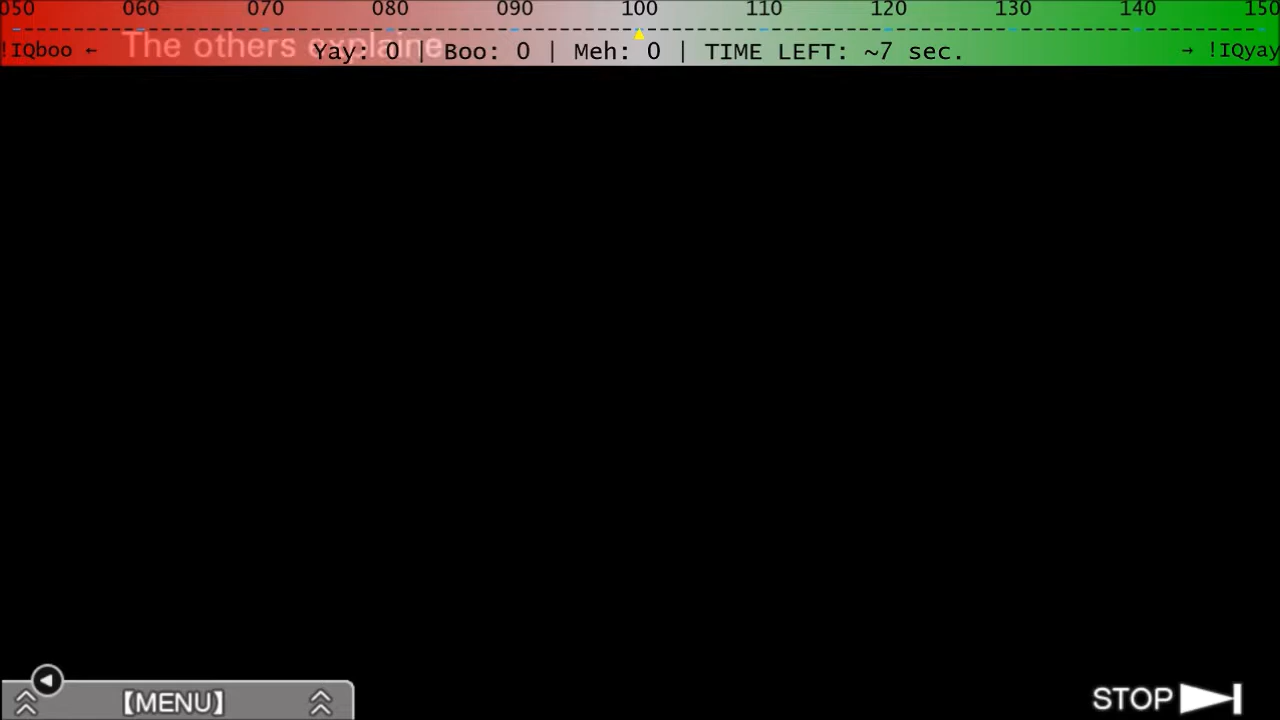 050 060 070 080 090 100 110 120 130 140 150
!IQboo ← Yay: 0 | Boo: 0 | Meh: 0 | TIME LEFT: ~7 sec. → !IQyay
The others explaine
【MENU】
STOP